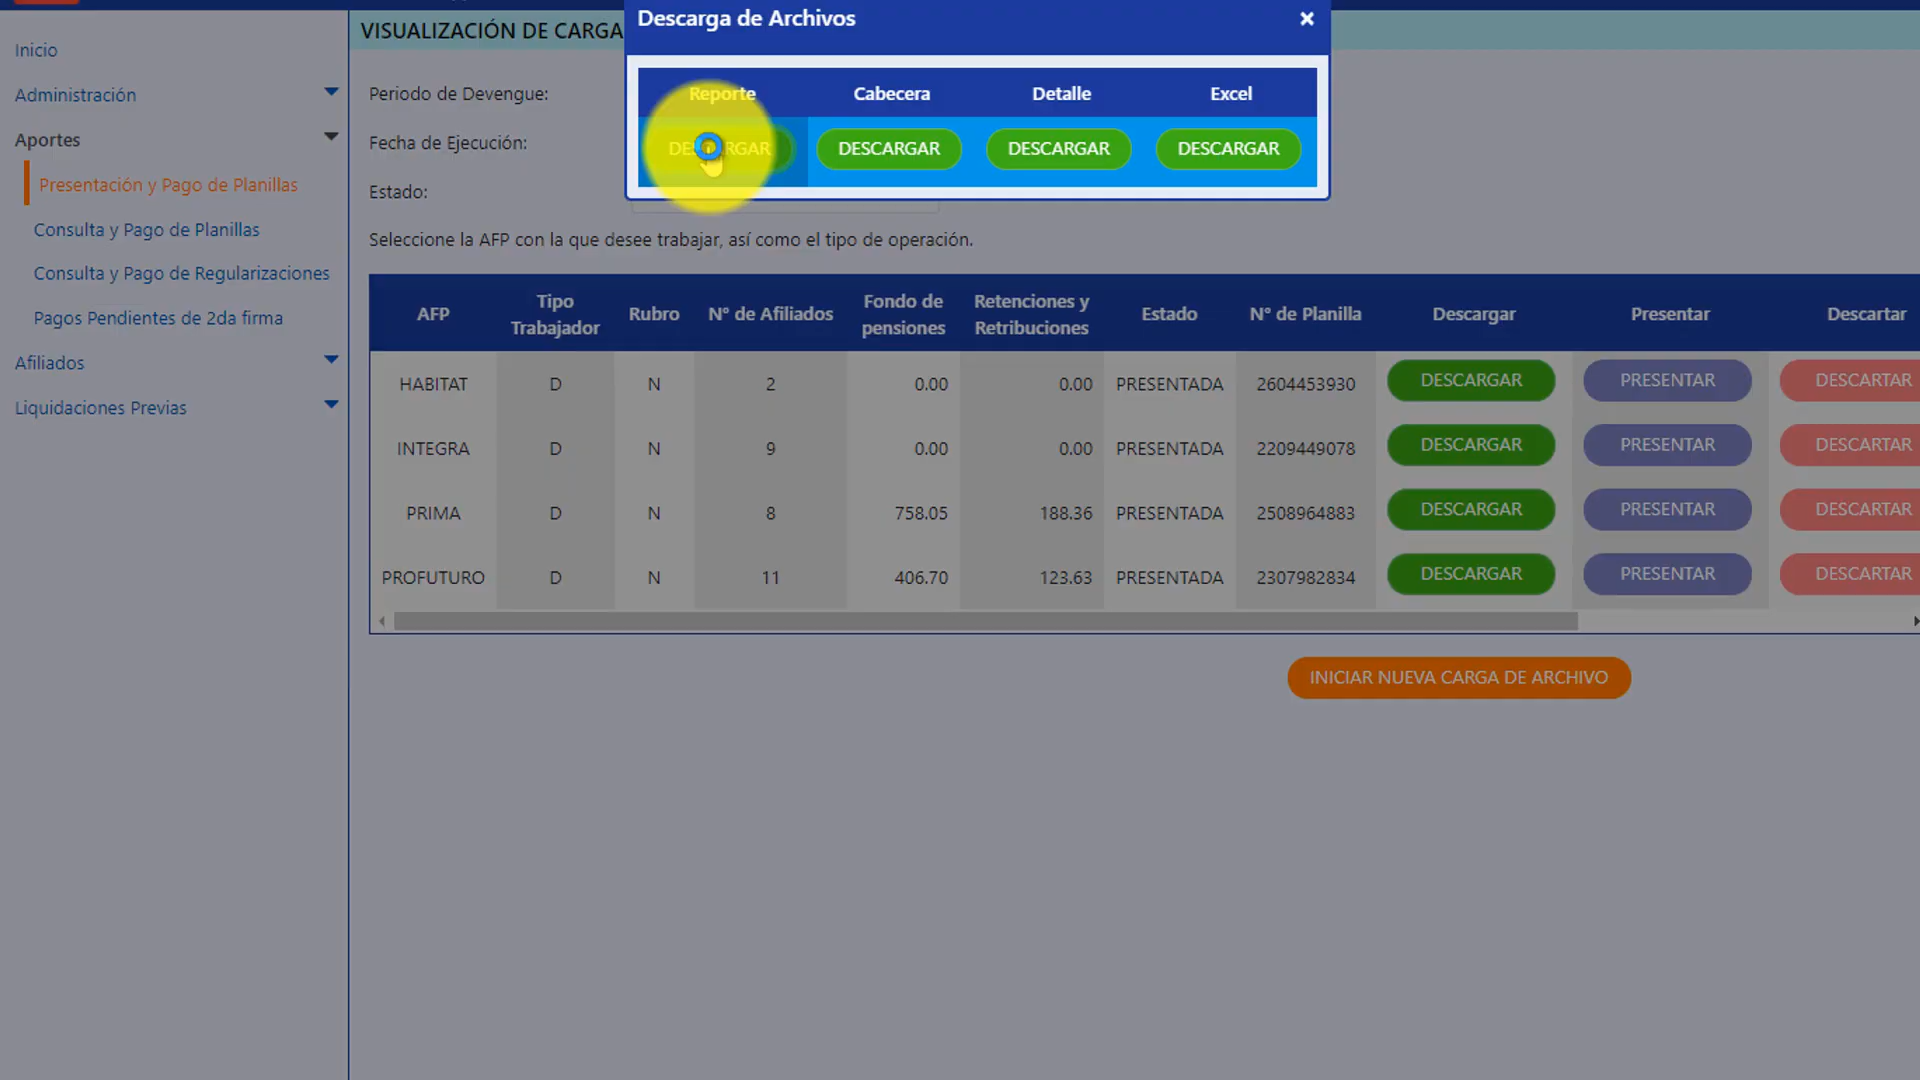 Inicio
Administración
Aportes
Presentación y Pago de Planillas
Consulta y Pago de Planillas
Consulta y Pago de Regularizaciones
Pagos Pendientes de 2da firma
Afiliados
Liquidaciones Previas
VISUALIZACIÓN DE CARGA
Descarga de Archivos
Reporte Cabecera Detalle Excel
DESCARGAR DESCARGAR DESCARGAR DESCARGAR
Periodo de Devengue:
Fecha de Ejecución:
Estado:
Seleccione la AFP con la que desee trabajar, así como el tipo de operación.
AFP Tipo Trabajador Rubro N° de Afiliados Fondo de pensiones Retenciones y Retribuciones Estado N° de Planilla Descargar Presentar Descartar
HABITAT D N 2 0.00 0.00 PRESENTADA 2604453930 DESCARGAR PRESENTAR DESCARTAR
INTEGRA D N 9 0.00 0.00 PRESENTADA 2209449078 DESCARGAR PRESENTAR DESCARTAR
PRIMA D N 8 758.05 188.36 PRESENTADA 2508964883 DESCARGAR PRESENTAR DESCARTAR
PROFUTURO D N 11 406.70 123.63 PRESENTADA 2307982834 DESCARGAR PRESENTAR DESCARTAR
INICIAR NUEVA CARGA DE ARCHIVO